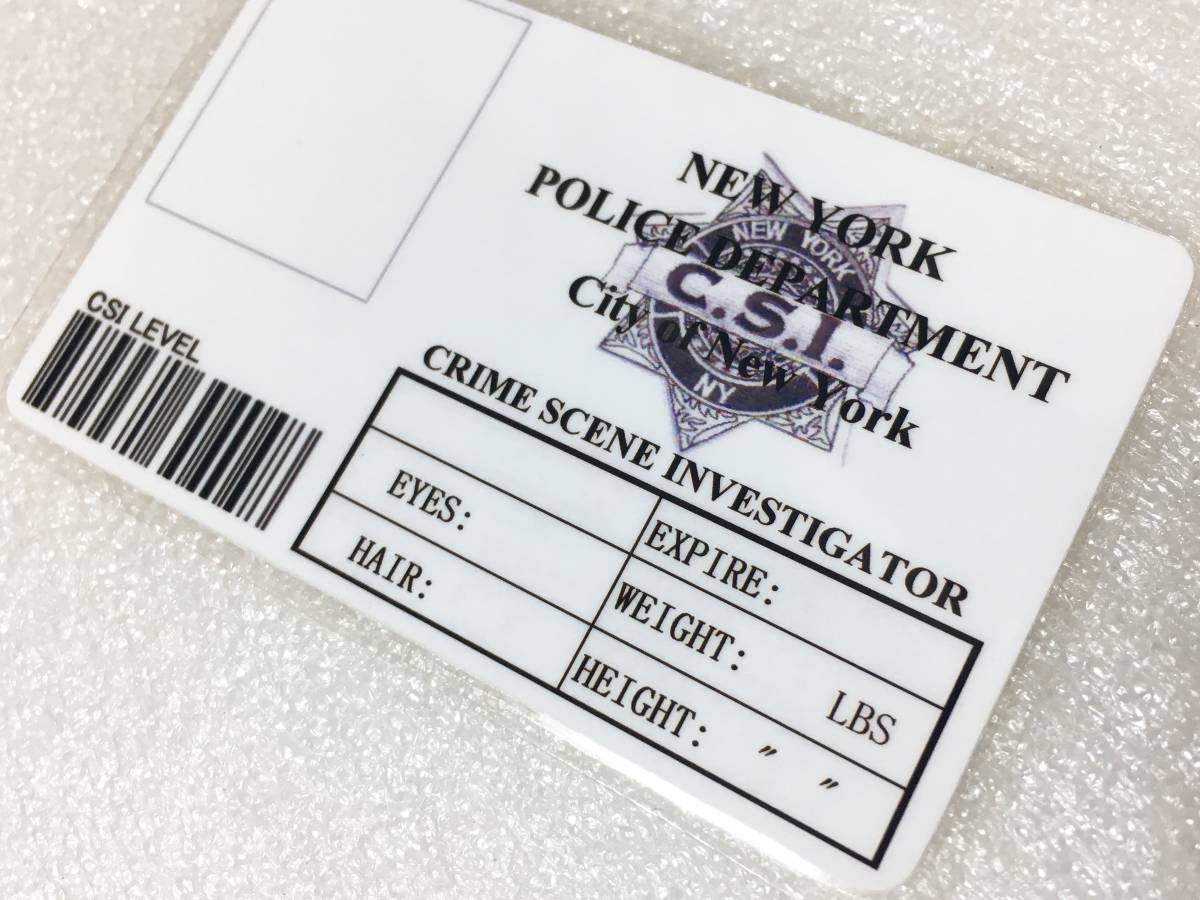 NEW YORK
POLICE DEPARTMENT
City of New York
NEW YORK
C.S.I.
NY
CSI LEVEL
CRIME SCENE INVESTIGATOR
EXPIRE:
EYES:
WEIGHT: LBS
HAIR:
HEIGHT: 〃 〃